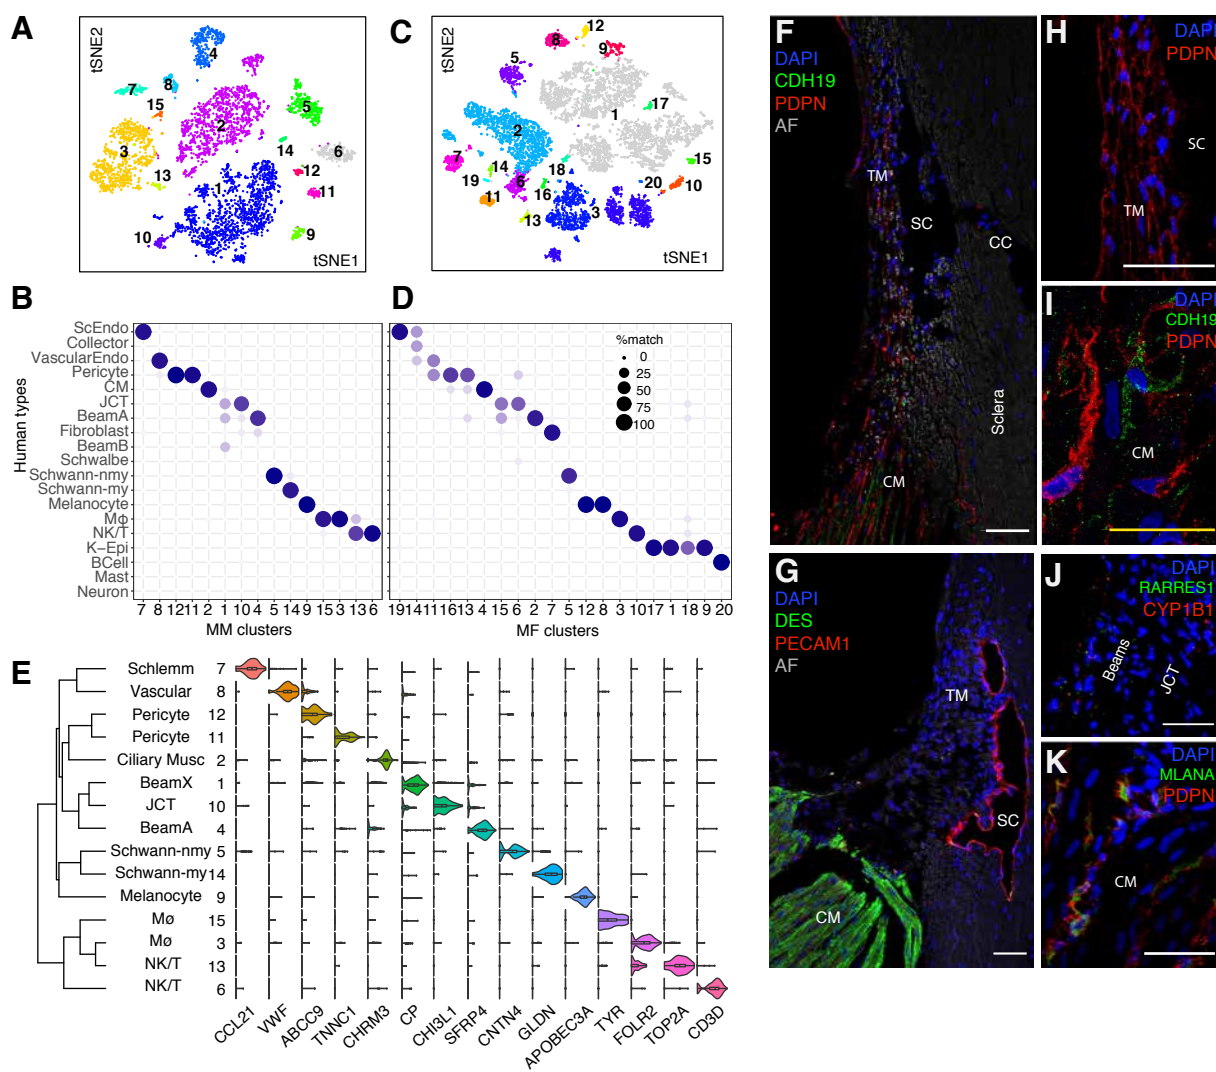 A
tSNE2
4
7
8
15
5
2
3
14
6
12
13
1
11
10
9
tSNE1
C
tSNE2
12
8
9
5
17
1
2
7
14
18
15
19
6
20
10
11
16
13
3
tSNE1
B
D
Human types
ScEndo
Collector
VascularEndo
Pericyte
CM
JCT
BeamA
Fibroblast
BeamB
Schwalbe
Schwann-nmy
Schwann-my
Melanocyte
Mφ
NK/T
K−Epi
BCell
Mast
Neuron
%match
0
25
50
75
100
7 8 12 11 2 1 10 4 5 14 9 15 3 13 6
MM clusters
19 14 11 16 13 4 15 6 2 7 5 12 8 3 10 17 1 18 9 20
MF clusters
E
Schlemm 7
Vascular 8
Pericyte 12
Pericyte 11
Ciliary Musc 2
BeamX 1
JCT 10
BeamA 4
Schwann-nmy 5
Schwann-my 14
Melanocyte 9
Mø 15
Mø 3
NK/T 13
NK/T 6
CCL21
VWF
ABCC9
TNNC1
CHRM3
CP
CHI3L1
SFRP4
CNTN4
GLDN
APOBEC3A
TYR
FOLR2
TOP2A
CD3D
F
DAPI
CDH19
PDPN
AF
TM
SC
CC
Sclera
CM
G
DAPI
DES
PECAM1
AF
TM
SC
CM
H
DAPI
PDPN
SC
TM
I
DAPI
CDH19
PDPN
CM
J
DAPI
RARRES1
CYP1B1
Beams
JCT
K
DAPI
MLANA
PDPN
CM